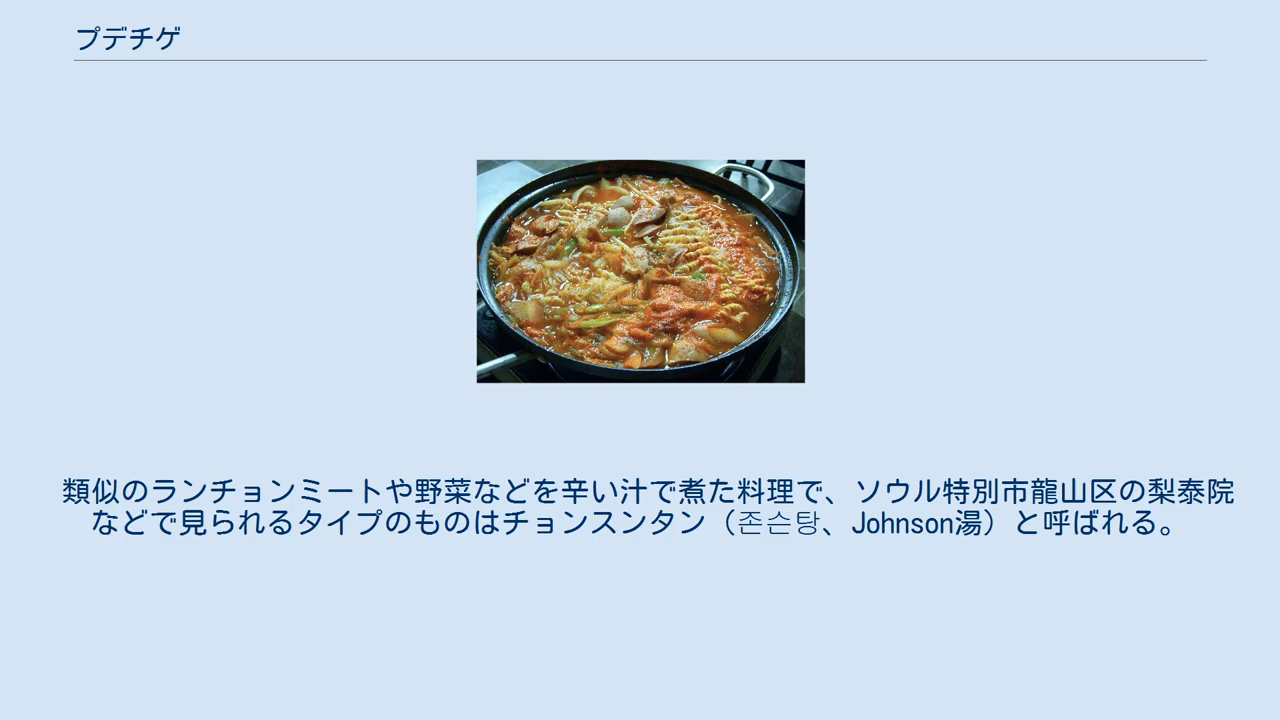 プデチゲ
類似のランチョンミートや野菜などを辛い汁で煮た料理で、ソウル特別市龍山区の梨泰院
などで見られるタイプのものはチョンスンタン（존슨탕、Johnson湯）と呼ばれる。